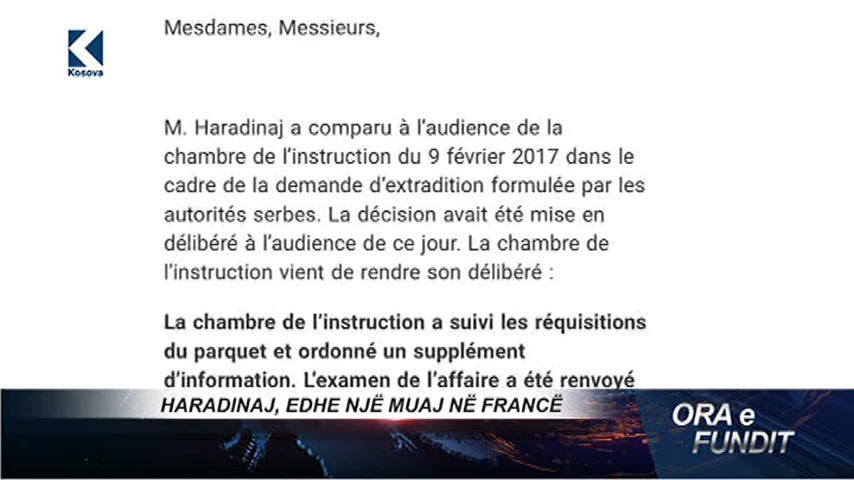 Mesdames, Messieurs,
Kosova
M. Haradinaj a comparu à l'audience de la
chambre de l'instruction du 9 février 2017 dans le
cadre de la demande d'extradition formulée par les
autorités serbes. La décision avait été mise en
délibéré à l'audience de ce jour. La chambre de
l'instruction vient de rendre son délibéré :
La chambre de l'instruction a suivi les réquisitions
du parquet et ordonné un supplément
d'information. L'examen de l'affaire a été renvoyé
HARADINAJ, EDHE NJË MUAJ NË FRANCË
ORA e
FUNDIT